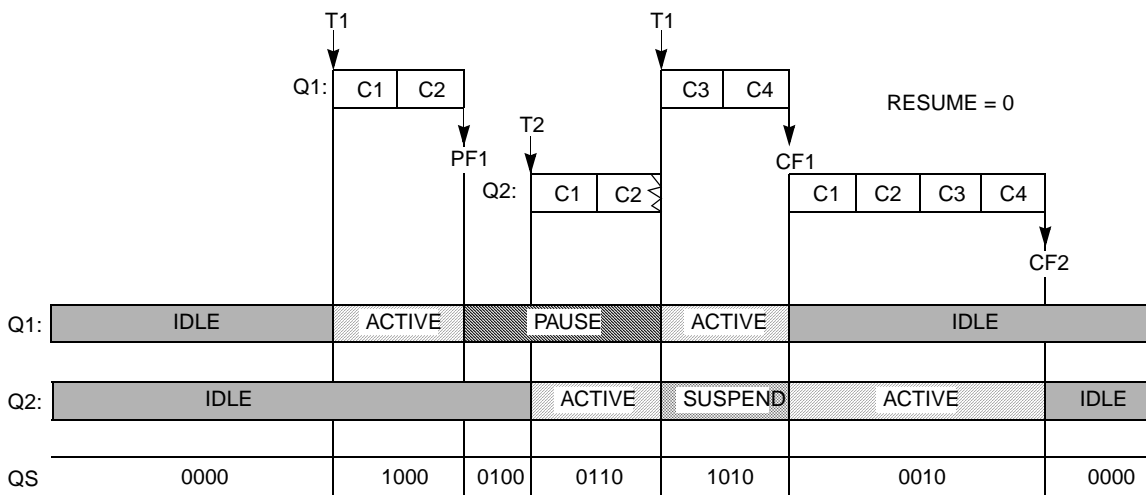 T1 T1
Q1: C1 C2 C3 C4
RESUME = 0
T2
PF1 CF1
Q2: C1 C2 C1 C2 C3 C4
CF2
Q1: IDLE ACTIVE PAUSE ACTIVE IDLE
Q2: IDLE ACTIVE SUSPEND ACTIVE IDLE
QS 0000 1000 0100 0110 1010 0010 0000